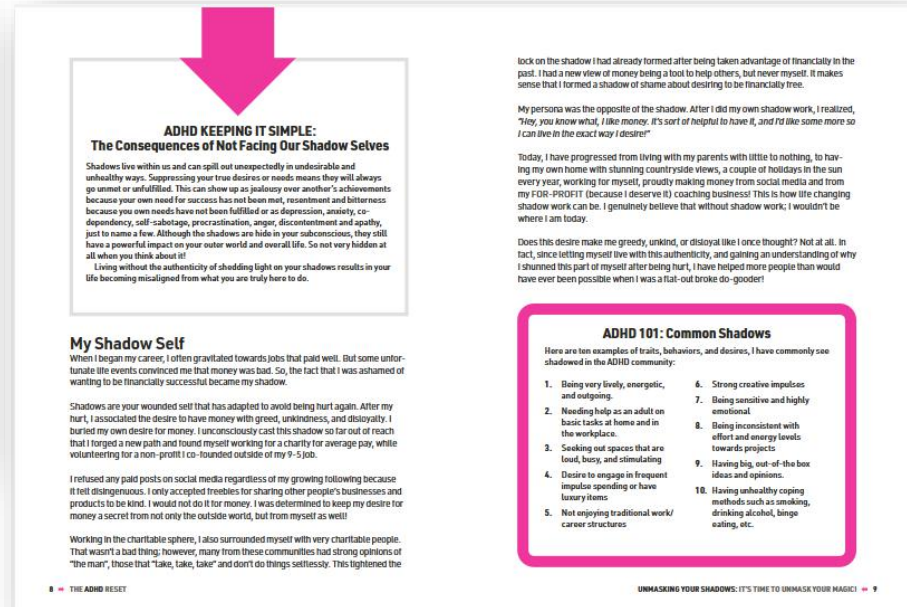 ADHD KEEPING IT SIMPLE:
The Consequences of Not Facing Our Shadow Selves
Shadows live within us and can spill out unexpectedly in undesirable and
unhealthy ways. Suppressing your true desires or needs means they will always
go unmet or unfulfilled. This can show up as jealousy over another's achievements
because your own need for success has not been met, resentment and bitterness
because you own needs have not been fulfilled or as depression, anxiety, co-
dependency, self-sabotage, procrastination, anger, discontentment and apathy,
just to name a few. Although the shadows are hide in your subconscious, they still
have a powerful impact on your outer world and overall life. So not very hidden at
all when you think about it!
Living without the authenticity of shedding light on your shadows results in your
life becoming misaligned from what you are truly here to do.
My Shadow Self
When I began my career, I often gravitated towards jobs that paid well. But some unfor-
tunate life events convinced me that money was bad. So, the fact that I was ashamed of
wanting to be financially successful became my shadow.
Shadows are your wounded self that has adapted to avoid being hurt again. After my
hurt, I associated the desire to have money with greed, unkindness, and disloyalty. I
buried my own desire for money. I unconsciously cast this shadow so far out of reach
that I forged a new path and found myself working for a charity for average pay, while
volunteering for a non-profit I co-founded outside of my 9-5 job.
I refused any paid posts on social media regardless of my growing following because
it felt disingenuous. I only accepted freebies for sharing other people's businesses and
products to be kind. I would not do it for money. I was determined to keep my desire for
money a secret from not only the outside world, but from myself as well!
Working in the charitable sphere, I also surrounded myself with very charitable people.
That wasn't a bad thing; however, many from these communities had strong opinions of
"the man", those that "take, take, take" and don't do things selflessly. This tightened the
8 ↔ THE ADHD RESET
lock on the shadow I had already formed after being taken advantage of financially in the
past. I had a new view of money being a tool to help others, but never myself. It makes
sense that I formed a shadow of shame about desiring to be financially free.
My persona was the opposite of the shadow. After I did my own shadow work, I realized,
"Hey, you know what, I like money. It's sort of helpful to have it, and I'd like some more so
I can live in the exact way I desire!"
Today, I have progressed from living with my parents with little to nothing, to hav-
ing my own home with stunning countryside views, a couple of holidays in the sun
every year, working for myself, proudly making money from social media and from
my FOR-PROFIT (because I deserve it) coaching business! This is how life changing
shadow work can be. I genuinely believe that without shadow work; I wouldn't be
where I am today.
Does this desire make me greedy, unkind, or disloyal like I once thought? Not at all. In
fact, since letting myself live with this authenticity, and gaining an understanding of why
I shunned this part of myself after being hurt, I have helped more people than would
have ever been possible when I was a flat-out broke do-gooder!
ADHD 101: Common Shadows
Here are ten examples of traits, behaviors, and desires, I have commonly see
shadowed in the ADHD community:
1. Being very lively, energetic,
and outgoing.
2. Needing help as an adult on
basic tasks at home and in
the workplace.
3. Seeking out spaces that are
loud, busy, and stimulating
4. Desire to engage in frequent
impulse spending or have
luxury items
5. Not enjoying traditional work/
career structures
6. Strong creative impulses
7. Being sensitive and highly
emotional
8. Being inconsistent with
effort and energy levels
towards projects
9. Having big, out-of-the box
ideas and opinions.
10. Having unhealthy coping
methods such as smoking,
drinking alcohol, binge
eating, etc.
UNMASKING YOUR SHADOWS: IT'S TIME TO UNMASK YOUR MAGIC! ↔ 9